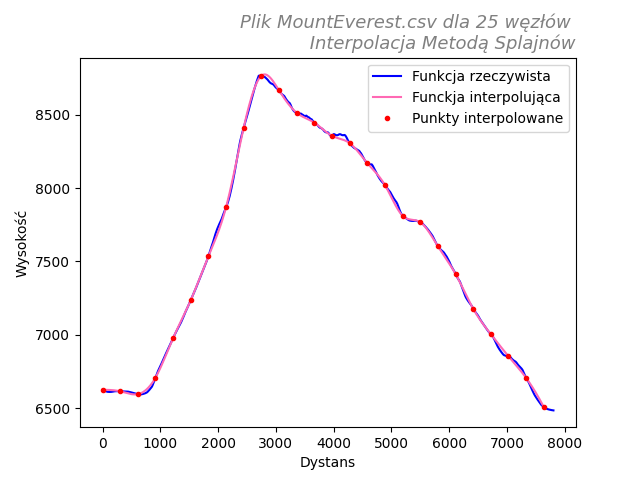 Plik MountEverest.csv dla 25 węzłów
Interpolacja Metodą Splajnów
Funkcja rzeczywista
Funckja interpolująca
Punkty interpolowane
8500
8000
7500
7000
6500
Wysokość
0 1000 2000 3000 4000 5000 6000 7000 8000
Dystans